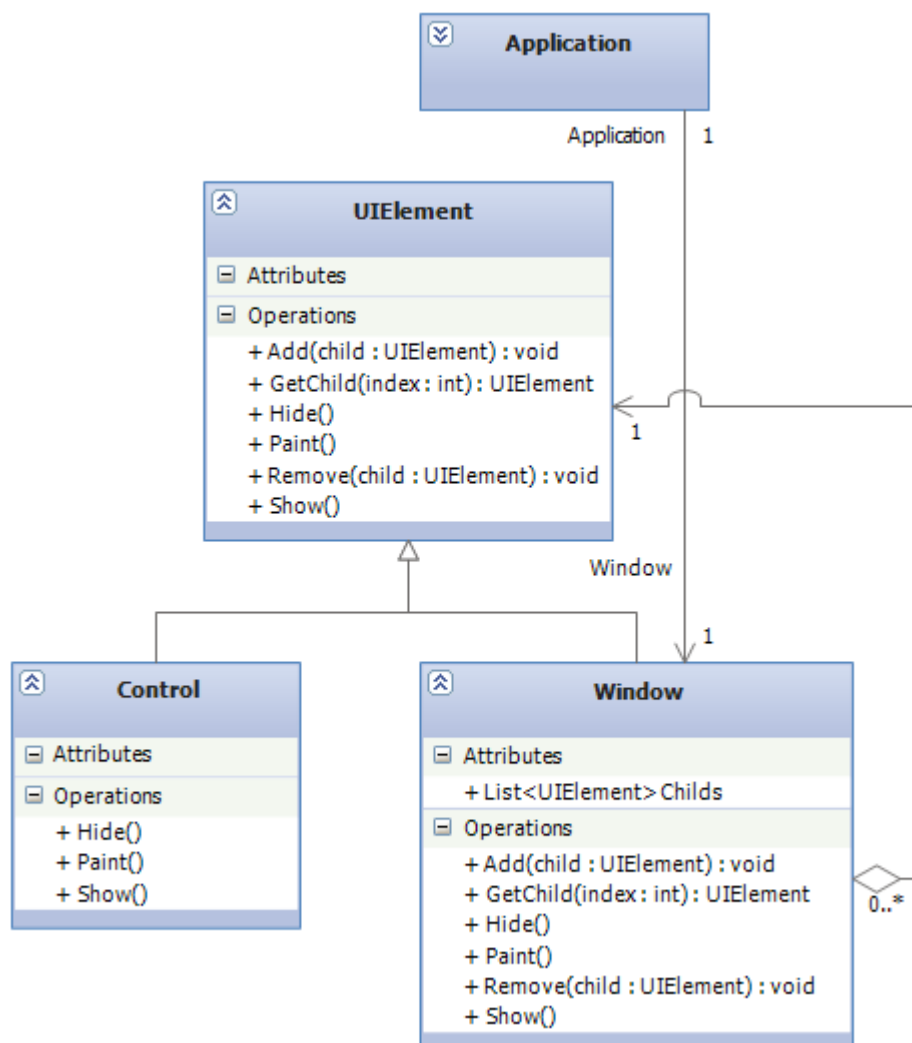 Application
Application 1
UIElement
Attributes
Operations
+ Add(child : UIElement) : void
+ GetChild(index : int) : UIElement
+ Hide()
+ Paint()
+ Remove(child : UIElement) : void
+ Show()
1
Window
1
Control
Attributes
Operations
+ Hide()
+ Paint()
+ Show()
Window
Attributes
+ List<UIElement> Childs
Operations
+ Add(child : UIElement) : void
+ GetChild(index : int) : UIElement
+ Hide()
+ Paint()
+ Remove(child : UIElement) : void
+ Show()
0..*